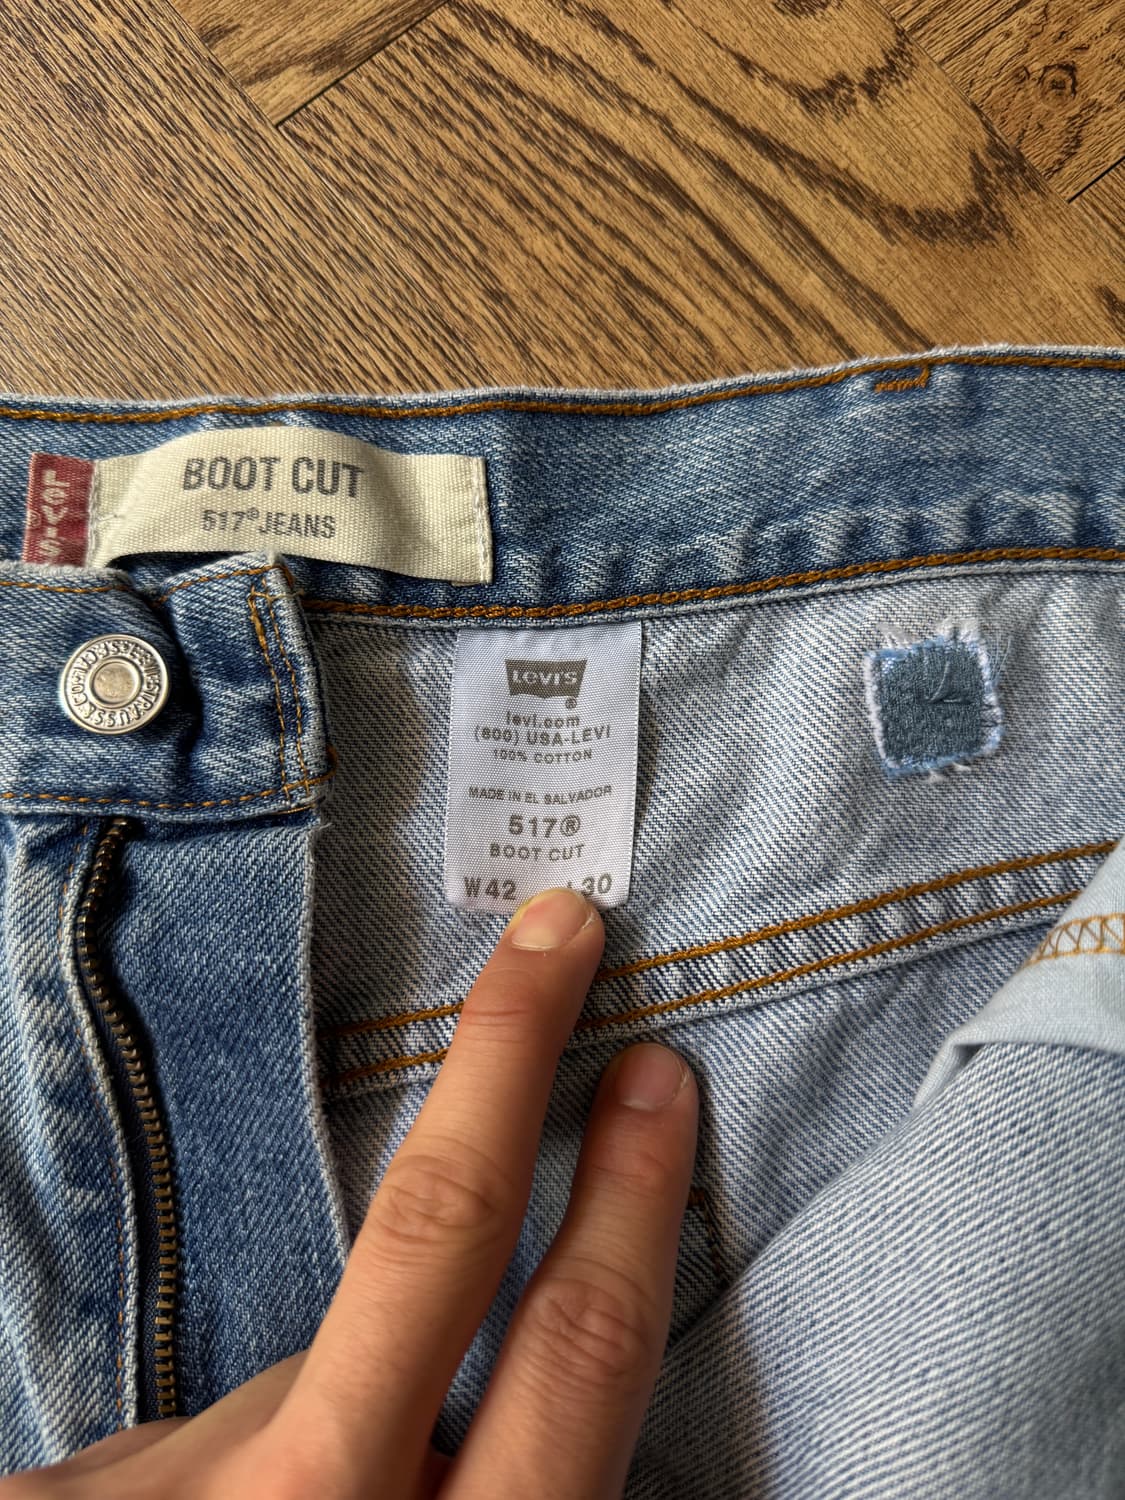 BOOT CUT
517® JEANS
LEVI'S
LEVI'S
®
levi.com
(800) USA-LEVI
100% COTTON
MADE IN EL SALVADOR
517®
BOOT CUT
W42 L30
LEVI STRAUSS & CO